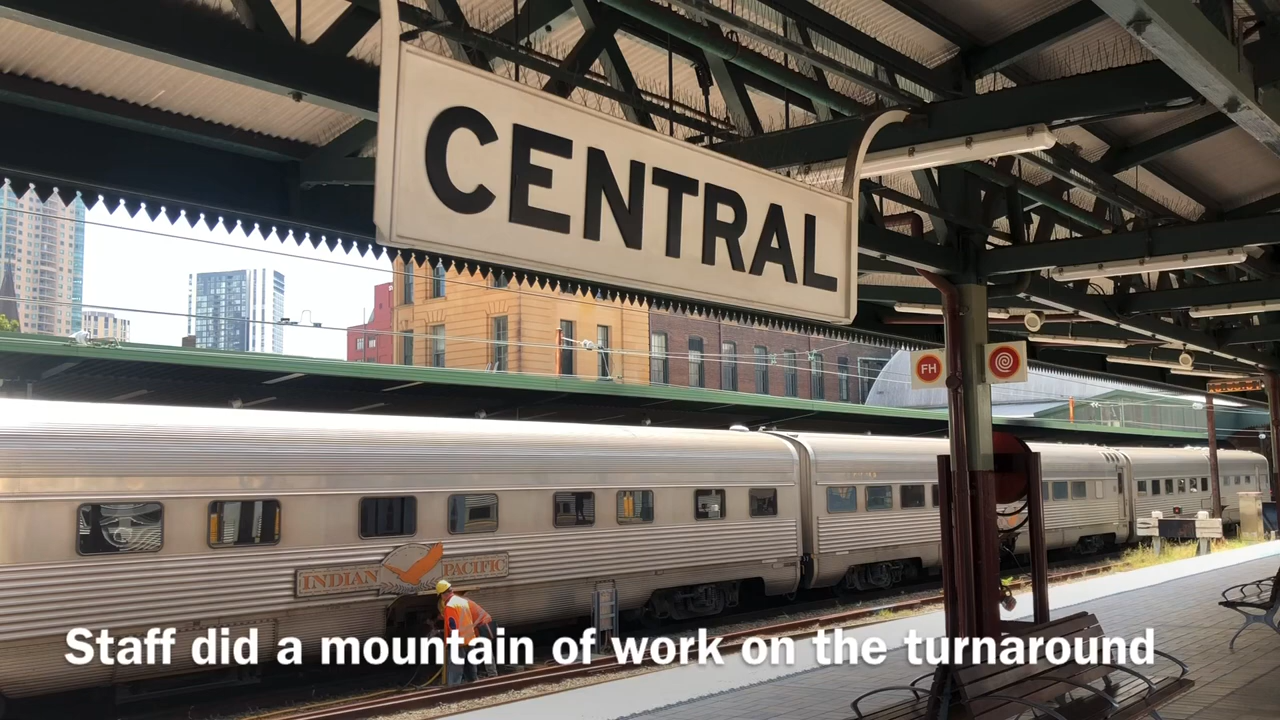 CENTRAL
FH
INDIAN PACIFIC
Staff did a mountain of work on the turnaround